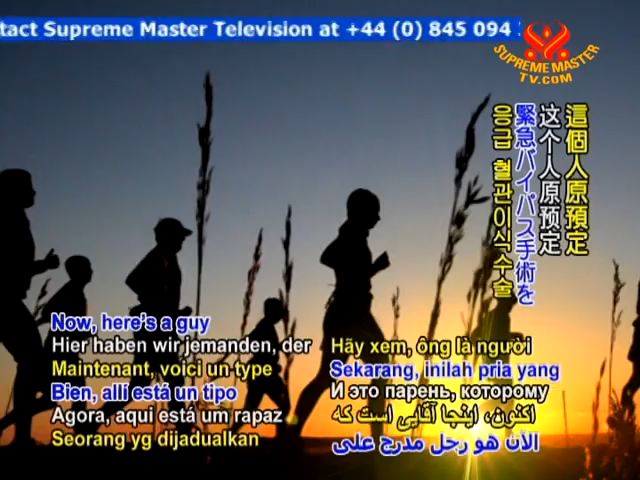 tact Supreme Master Television at +44 (0) 845 094
SUPREME MASTER
TV.COM
這個人原預定
这个人原预定
緊急バイパス手術を
응급 혈관이식수술
Now, here's a guy
Hier haben wir jemanden, der
Maintenant, voici un type
Bien, allí está un tipo
Agora, aqui está um rapaz
Seorang yg dijadualkan
Hãy xem, ông là người
Sekarang, inilah pria yang
И это парень, которому
اکنون، اینجا آقایی است که
الآن هو رجل مدرج على